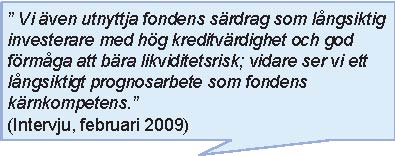 ” Vi även utnyttja fondens särdrag som långsiktig
investerare med hög kreditvärdighet och god
förmåga att bära likviditetsrisk; vidare ser vi ett
långsiktigt prognosarbete som fondens
kärnkompetens.”
(Intervju, februari 2009)